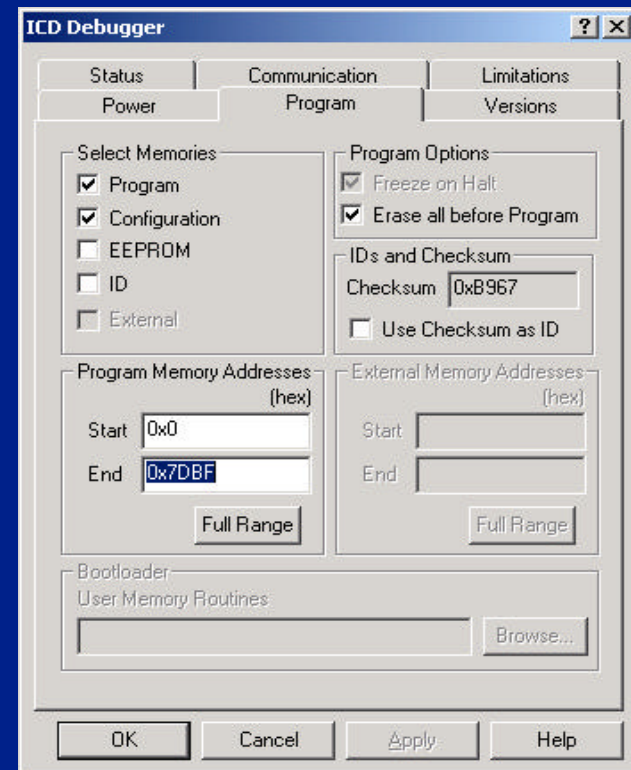 ICD Debugger
Status Communication Limitations
Power Program Versions
Select Memories
Program
Configuration
EEPROM
ID
External
Program Options
Freeze on Halt
Erase all before Program
IDs and Checksum
Checksum 0xB967
Use Checksum as ID
Program Memory Addresses
(hex)
Start 0x0
End 0x7DBF
Full Range
External Memory Addresses
(hex)
Start
End
Full Range
Bootloader
User Memory Routines
Browse...
OK Cancel Apply Help